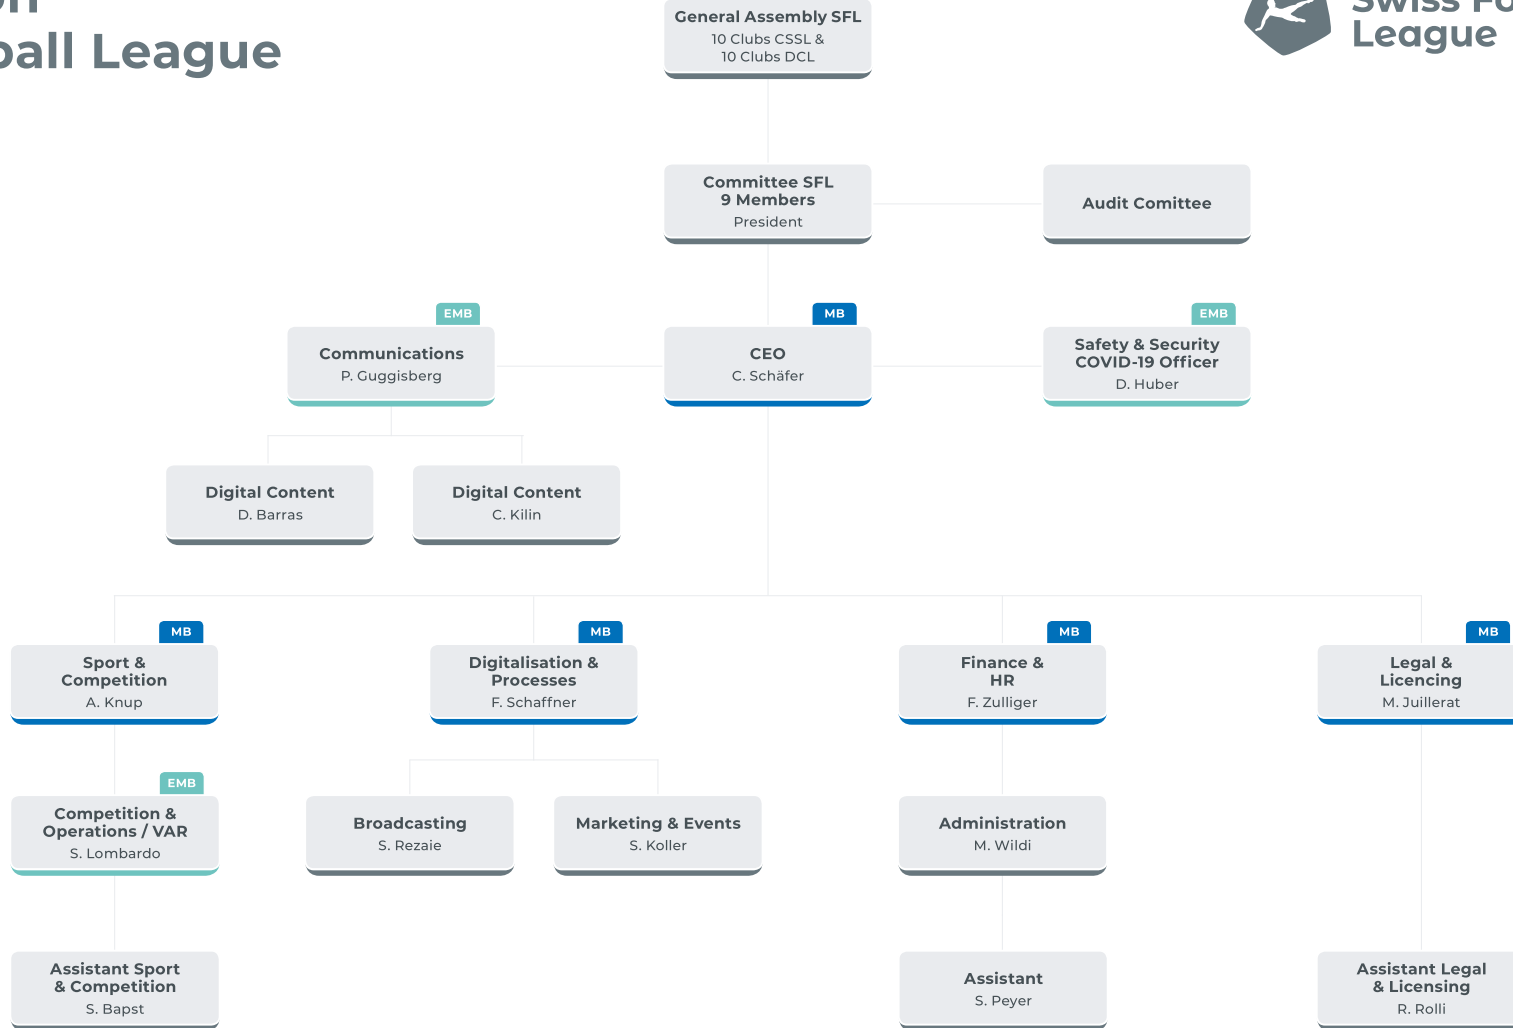 League
General Assembly SFL
10 Clubs CSSL &
10 Clubs DCL
Swiss
League
Committee SFL
9 Members
President
Audit Comittee
EMB
Communications
P. Guggisberg
MB
CEO
C. Schäfer
EMB
Safety & Security
COVID-19 Officer
D. Huber
Digital Content
D. Barras
Digital Content
C. Kilin
MB
Sport &
Competition
A. Knup
MB
Digitalisation &
Processes
F. Schaffner
MB
Finance &
HR
F. Zulliger
MB
Legal &
Licencing
M. Juillerat
EMB
Competition &
Operations / VAR
S. Lombardo
Broadcasting
S. Rezaie
Marketing & Events
S. Koller
Administration
M. Wildi
Assistant Sport
& Competition
S. Bapst
Assistant
S. Peyer
Assistant Legal
& Licensing
R. Rolli